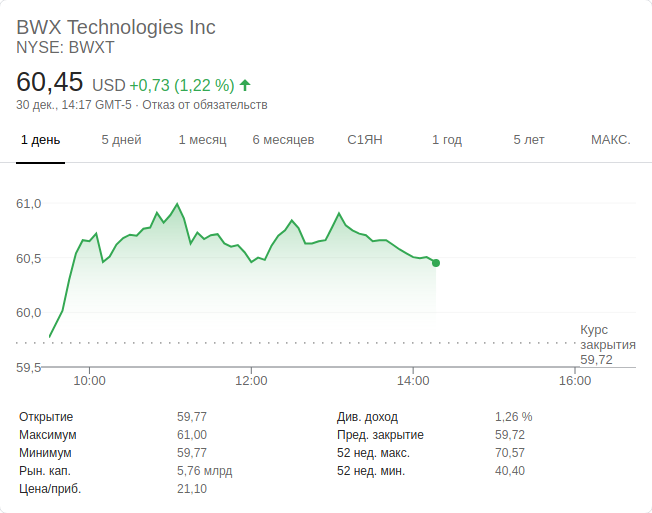 BWX Technologies Inc
NYSE: BWXT
60,45 USD +0,73 (1,22 %)
30 дек., 14:17 GMT-5 · Отказ от обязательств
1 день 5 дней 1 месяц 6 месяцев С1ЯН 1 год 5 лет МАКС.
61,0
60,5
60,0
59,5
Курс
закрытия
59,72
10:00 12:00 14:00 16:00
Открытие 59,77 Див. доход 1,26 %
Максимум 61,00 Пред. закрытие 59,72
Минимум 59,77 52 нед. макс. 70,57
Рын. кап. 5,76 млрд 52 нед. мин. 40,40
Цена/приб. 21,10